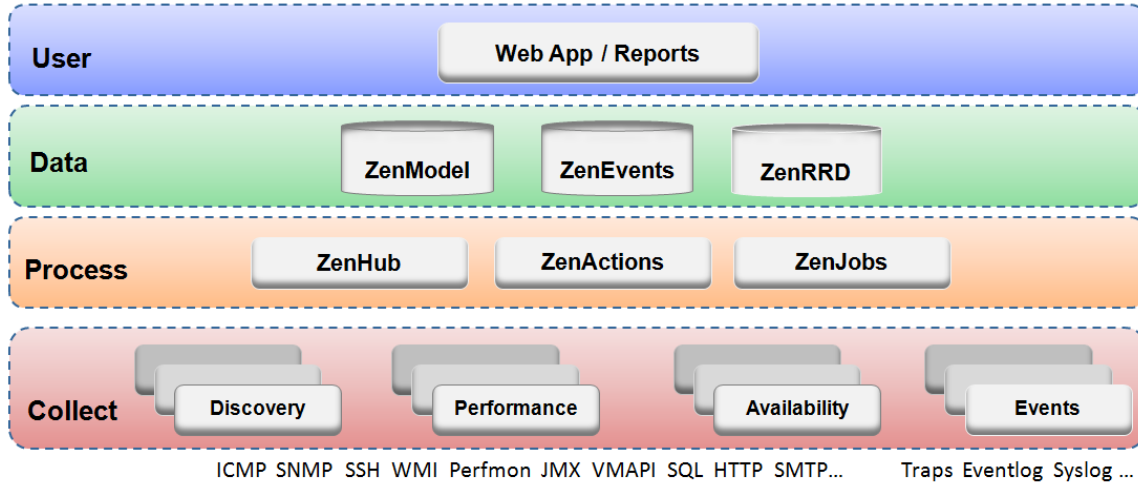 User
Web App / Reports
Data
ZenModel
ZenEvents
ZenRRD
Process
ZenHub
ZenActions
ZenJobs
Collect
Discovery
Performance
Availability
Events
ICMP SNMP SSH WMI Perfmon JMX VMAPI SQL HTTP SMTP... Traps Eventlog Syslog ...